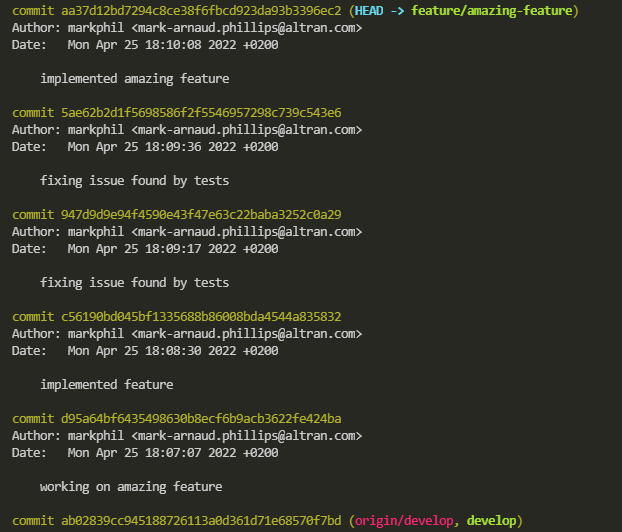 commit aa37d12bd7294c8ce38f6fbcd923da93b3396ec2 (HEAD -> feature/amazing-feature)
Author: markphil <mark-arnaud.phillips@altran.com>
Date:   Mon Apr 25 18:10:08 2022 +0200
implemented amazing feature
commit 5ae62b2d1f5698586f2f5546957298c739c543e6
Author: markphil <mark-arnaud.phillips@altran.com>
Date:   Mon Apr 25 18:09:36 2022 +0200
fixing issue found by tests
commit 947d9d9e94f4590e43f47e63c22baba3252c0a29
Author: markphil <mark-arnaud.phillips@altran.com>
Date:   Mon Apr 25 18:09:17 2022 +0200
fixing issue found by tests
commit c56190bd045bf1335688b86008bda4544a835832
Author: markphil <mark-arnaud.phillips@altran.com>
Date:   Mon Apr 25 18:08:30 2022 +0200
implemented feature
commit d95a64bf6435498630b8ecf6b9acb3622fe424ba
Author: markphil <mark-arnaud.phillips@altran.com>
Date:   Mon Apr 25 18:07:07 2022 +0200
working on amazing feature
commit ab02839cc945188726113a0d361d71e68570f7bd (origin/develop, develop)